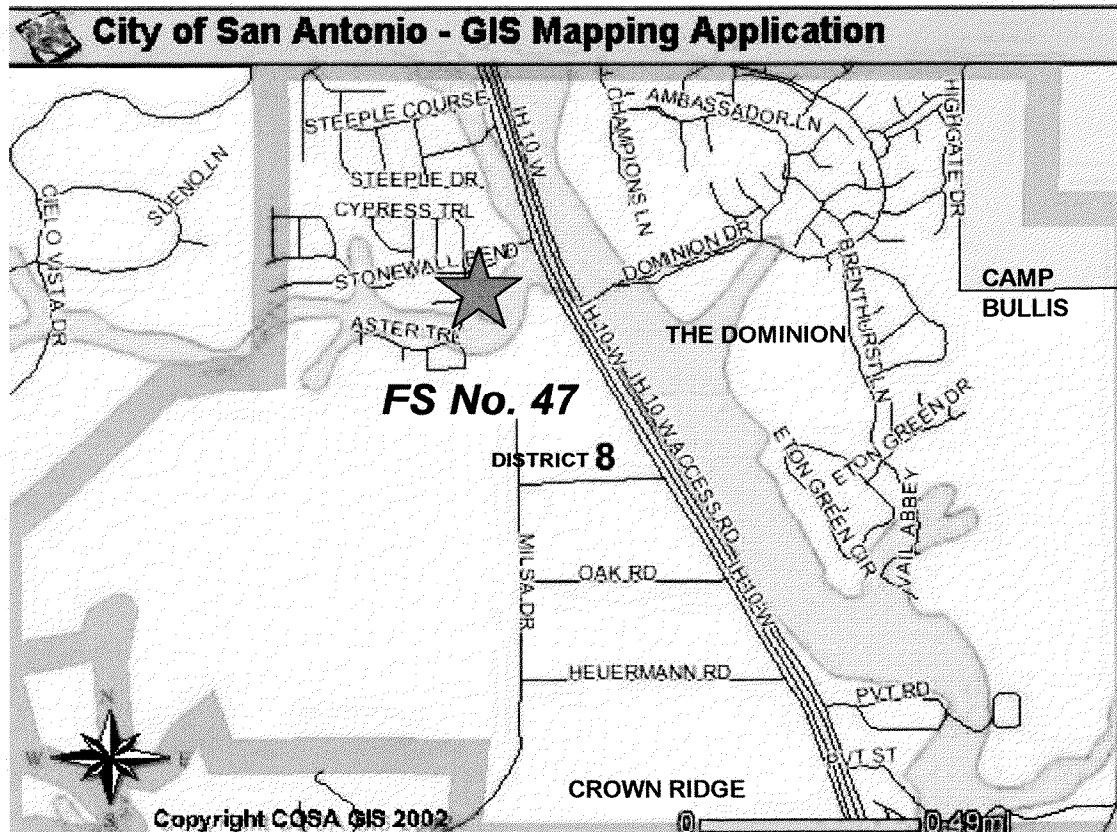 City of San Antonio - GIS Mapping Application
STEEPLE COURSE
IH 10 W
CHAMPIONS LN
AMBASSADOR LN
HIGHGATE DR
SUENO LN
CIELO VISTA DR
STEEPLE DR
CYPRESS TRL
STONEWALL BEND
DOMINION DR
BRENTHURST LN
CAMP
BULLIS
ASTER TRL
IH 10 W
THE DOMINION
FS No. 47
IH 10 W ACCESS RD
DISTRICT 8
ETON GREEN DR
ETON GREEN CIR
VAIL ABBEY
MILSA DR
OAK RD
IH 10 W
HEUERMANN RD
PVT RD
PVT ST
N
W
E
S
CROWN RIDGE
Copyright COSA GIS 2002
0
0.49mi